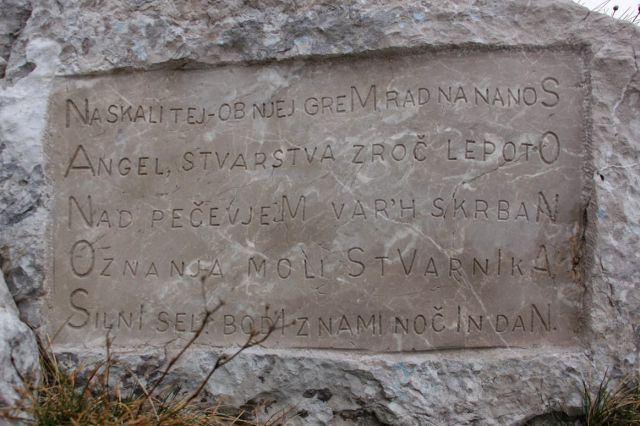 NA SKALI TEJ-OB NJEJ GREM RAD NA NANOS
ANGEL, STVARSTVA ZROČ LEPOTO
NAD PEČEVJEM VAR'H SKRBAN
OZNANJA MOLI STVARNIKA,
SILNI SEL: BODI Z NAMI NOČ IN DAN.